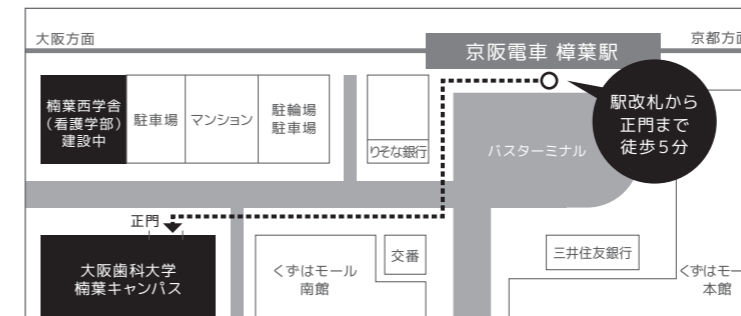 大阪方面
京阪電車 樟葉駅
京都方面
楠葉西学舎
(看護学部)
建設中
駐車場
マンション
駐輪場
駐車場
りそな銀行
バスターミナル
駅改札から
正門まで
徒歩5分
正門
大阪歯科大学
楠葉キャンパス
くずはモール
南館
交番
三井住友銀行
くずはモー
本館